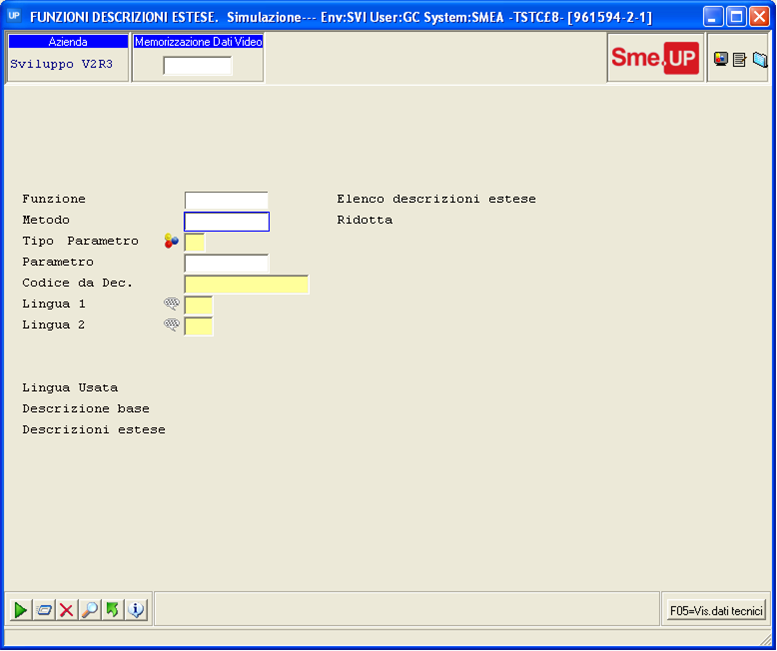 UP FUNZIONI DESCRIZIONI ESTESE. Simulazione--- Env:SVI User:GC System:SMEA -TSTC£8- [961594-2-1]
Azienda Memorizzazione Dati Video
Sviluppo V2R3
Sme.UP
Funzione Elenco descrizioni estese
Metodo Ridotta
Tipo Parametro
Parametro
Codice da Dec.
Lingua 1
Lingua 2
Lingua Usata
Descrizione base
Descrizioni estese
F05=Vis.dati tecnici